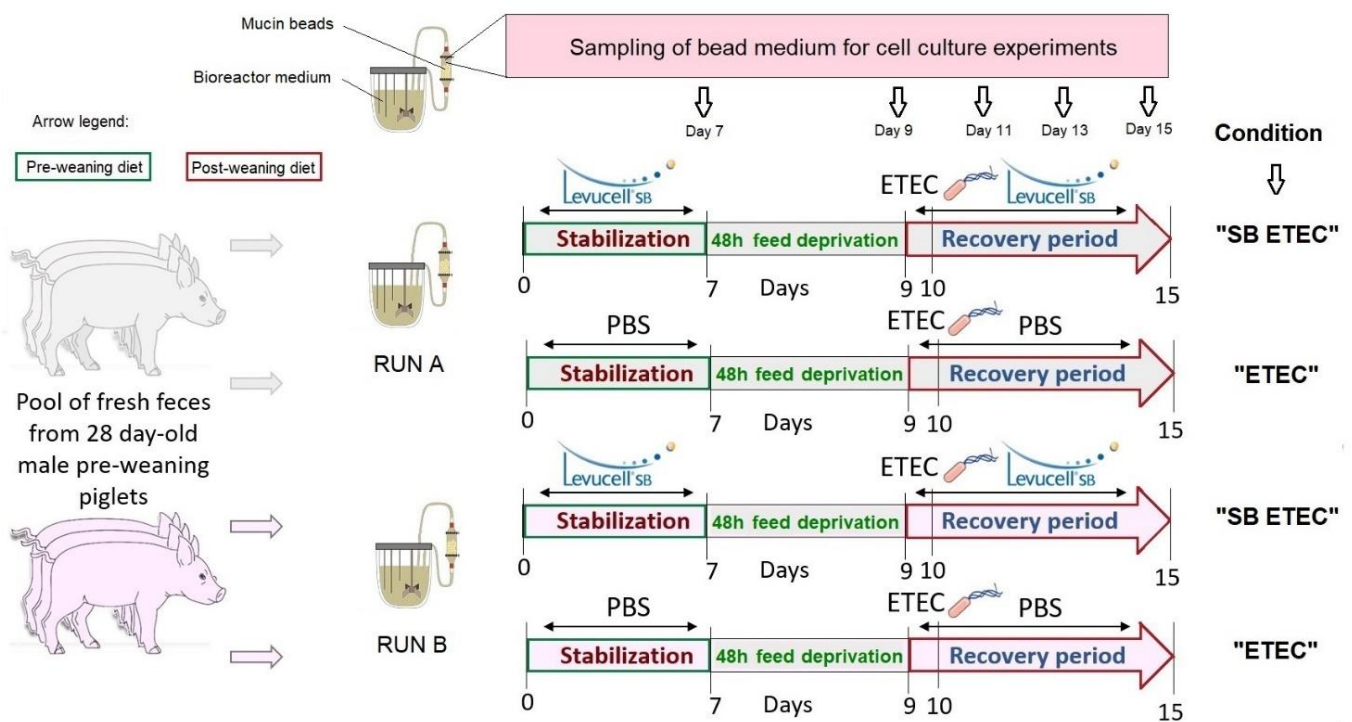 Mucin beads
Bioreactor medium
Sampling of bead medium for cell culture experiments
Day 7
Day 9
Day 11
Day 13
Day 15
Condition
Arrow legend:
Pre-weaning diet
Post-weaning diet
Levucell®SB
ETEC
Levucell®SB
Stabilization
48h feed deprivation
Recovery period
"SB ETEC"
0
7
Days
9
10
15
RUN A
PBS
ETEC
PBS
Stabilization
48h feed deprivation
Recovery period
"ETEC"
0
7
Days
9
10
15
Pool of fresh feces
from 28 day-old
male pre-weaning
piglets
Levucell®SB
ETEC
Levucell®SB
Stabilization
48h feed deprivation
Recovery period
"SB ETEC"
0
7
Days
9
10
15
RUN B
PBS
ETEC
PBS
Stabilization
48h feed deprivation
Recovery period
"ETEC"
0
7
Days
9
10
15